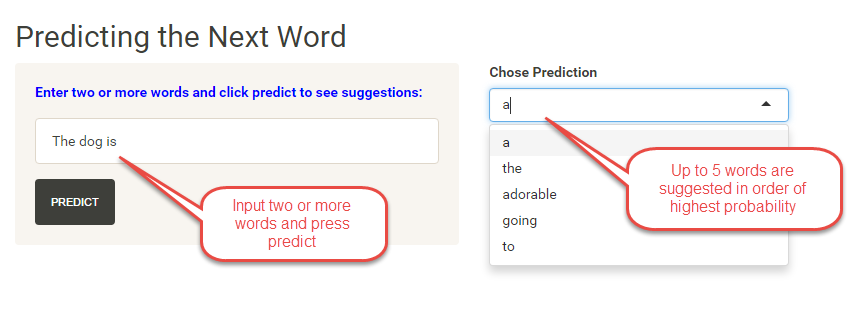 Predicting the Next Word
Enter two or more words and click predict to see suggestions:
The dog is
PREDICT
Input two or more
words and press
predict
Chose Prediction
a
a
the
adorable
going
to
Up to 5 words are
suggested in order of
highest probability